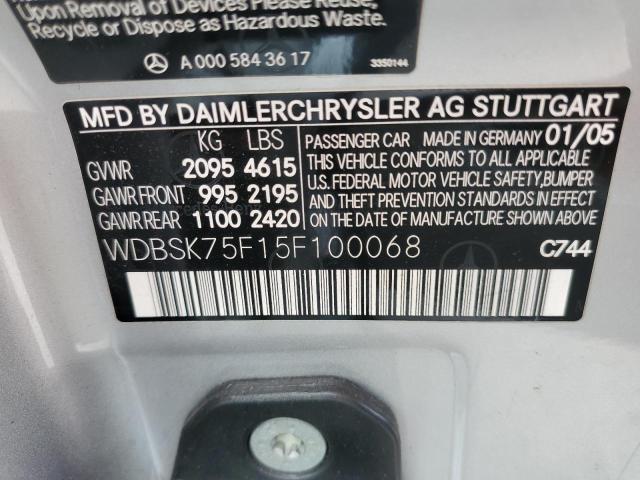 Upon Removal of Devices Please Reuse,
Recycle or Dispose as Hazardous Waste.
A 000 584 36 17 3350144
MFD BY DAIMLERCHRYSLER AG STUTTGART
KG LBS
GVWR 2095 4615
GAWR FRONT 995 2195
GAWR REAR 1100 2420
PASSENGER CAR MADE IN GERMANY 01/05
THIS VEHICLE CONFORMS TO ALL APPLICABLE
U.S. FEDERAL MOTOR VEHICLE SAFETY,BUMPER
AND THEFT PREVENTION STANDARDS IN EFFECT
ON THE DATE OF MANUFACTURE SHOWN ABOVE
WDBSK75F15F100068 C744